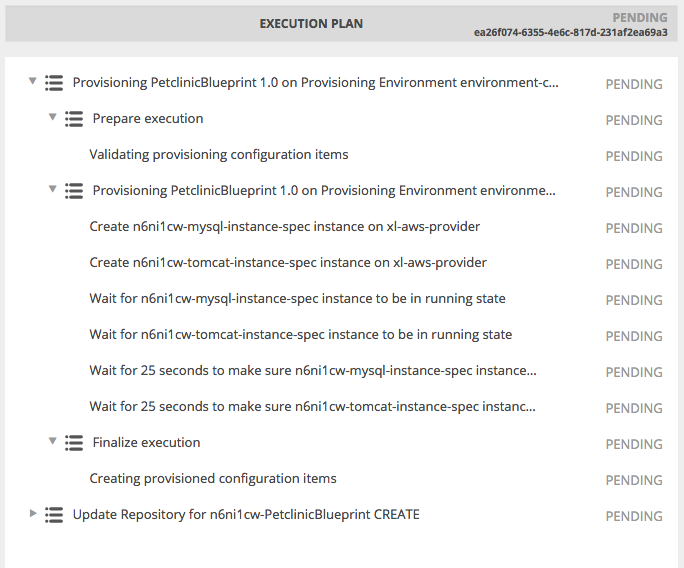 EXECUTION PLAN
PENDING
ea26f074-6355-4e6c-817d-231af2ea69a3
Provisioning PetclinicBlueprint 1.0 on Provisioning Environment environment-c... PENDING
Prepare execution PENDING
Validating provisioning configuration items PENDING
Provisioning PetclinicBlueprint 1.0 on Provisioning Environment environme... PENDING
Create n6ni1cw-mysql-instance-spec instance on xl-aws-provider PENDING
Create n6ni1cw-tomcat-instance-spec instance on xl-aws-provider PENDING
Wait for n6ni1cw-mysql-instance-spec instance to be in running state PENDING
Wait for n6ni1cw-tomcat-instance-spec instance to be in running state PENDING
Wait for 25 seconds to make sure n6ni1cw-mysql-instance-spec instance... PENDING
Wait for 25 seconds to make sure n6ni1cw-tomcat-instance-spec instanc... PENDING
Finalize execution PENDING
Creating provisioned configuration items PENDING
Update Repository for n6ni1cw-PetclinicBlueprint CREATE PENDING